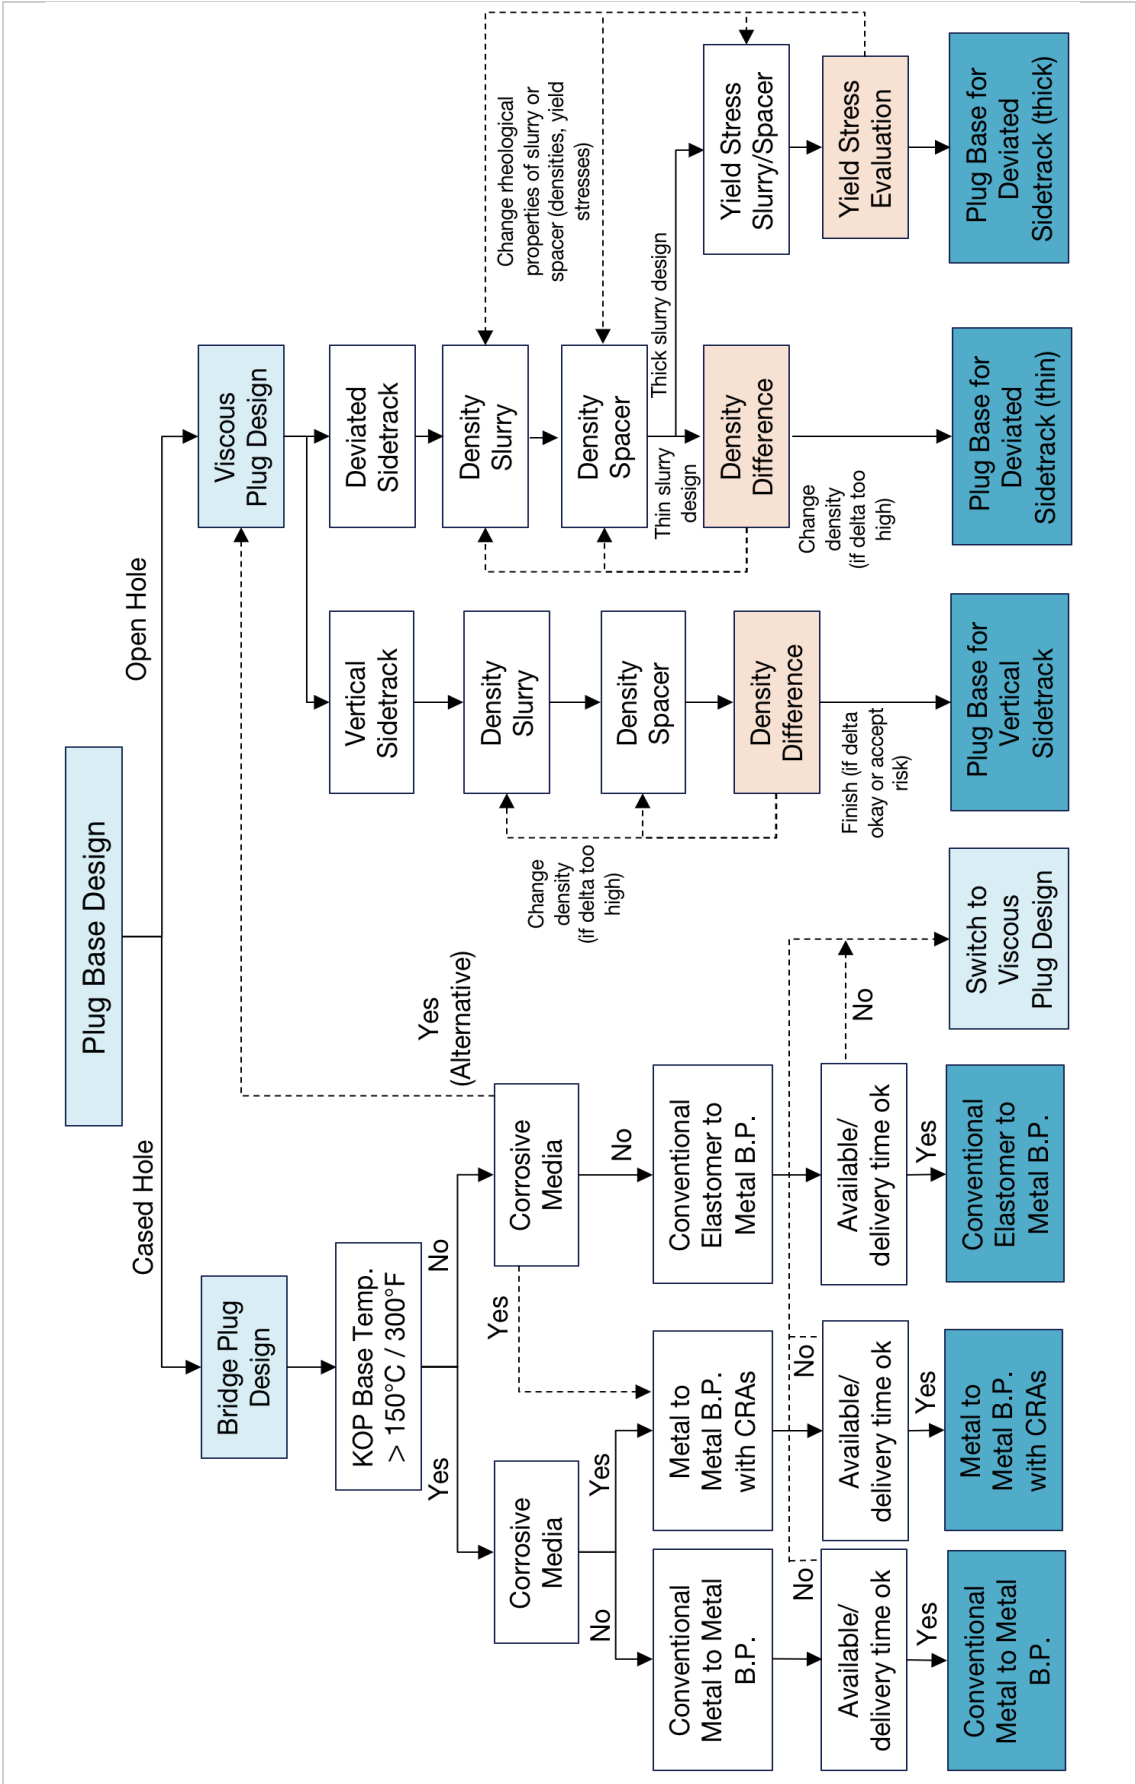 Plug Base Design
Cased Hole
Open Hole
Bridge Plug
Design
KOP Base Temp.
> 150°C / 300°F
Yes
No
Corrosive
Media
No
Yes
Corrosive
Media
Yes
No
Yes
(Alternative)
Conventional
Metal to Metal
B.P.
Metal to
Metal B.P.
with CRAs
Conventional
Elastomer to
Metal B.P.
No
No
No
Available/
delivery time ok
Available/
delivery time ok
Available/
delivery time ok
Yes
Yes
Yes
Conventional
Metal to Metal
B.P.
Metal to
Metal B.P.
with CRAs
Conventional
Elastomer to
Metal B.P.
Switch to
Viscous
Plug Design
Viscous
Plug Design
Vertical
Sidetrack
Density
Slurry
Density
Spacer
Density
Difference
Change
density
(if delta too
high)
Finish (if delta
okay or accept
risk)
Plug Base for
Vertical
Sidetrack
Deviated
Sidetrack
Density
Slurry
Density
Spacer
Thin slurry
design
Thick slurry design
Density
Difference
Change
density
(if delta too
high)
Plug Base for
Deviated
Sidetrack (thin)
Change rheological
properties of slurry or
spacer (densities, yield
stresses)
Yield Stress
Slurry/Spacer
Yield Stress
Evaluation
Plug Base for
Deviated
Sidetrack (thick)